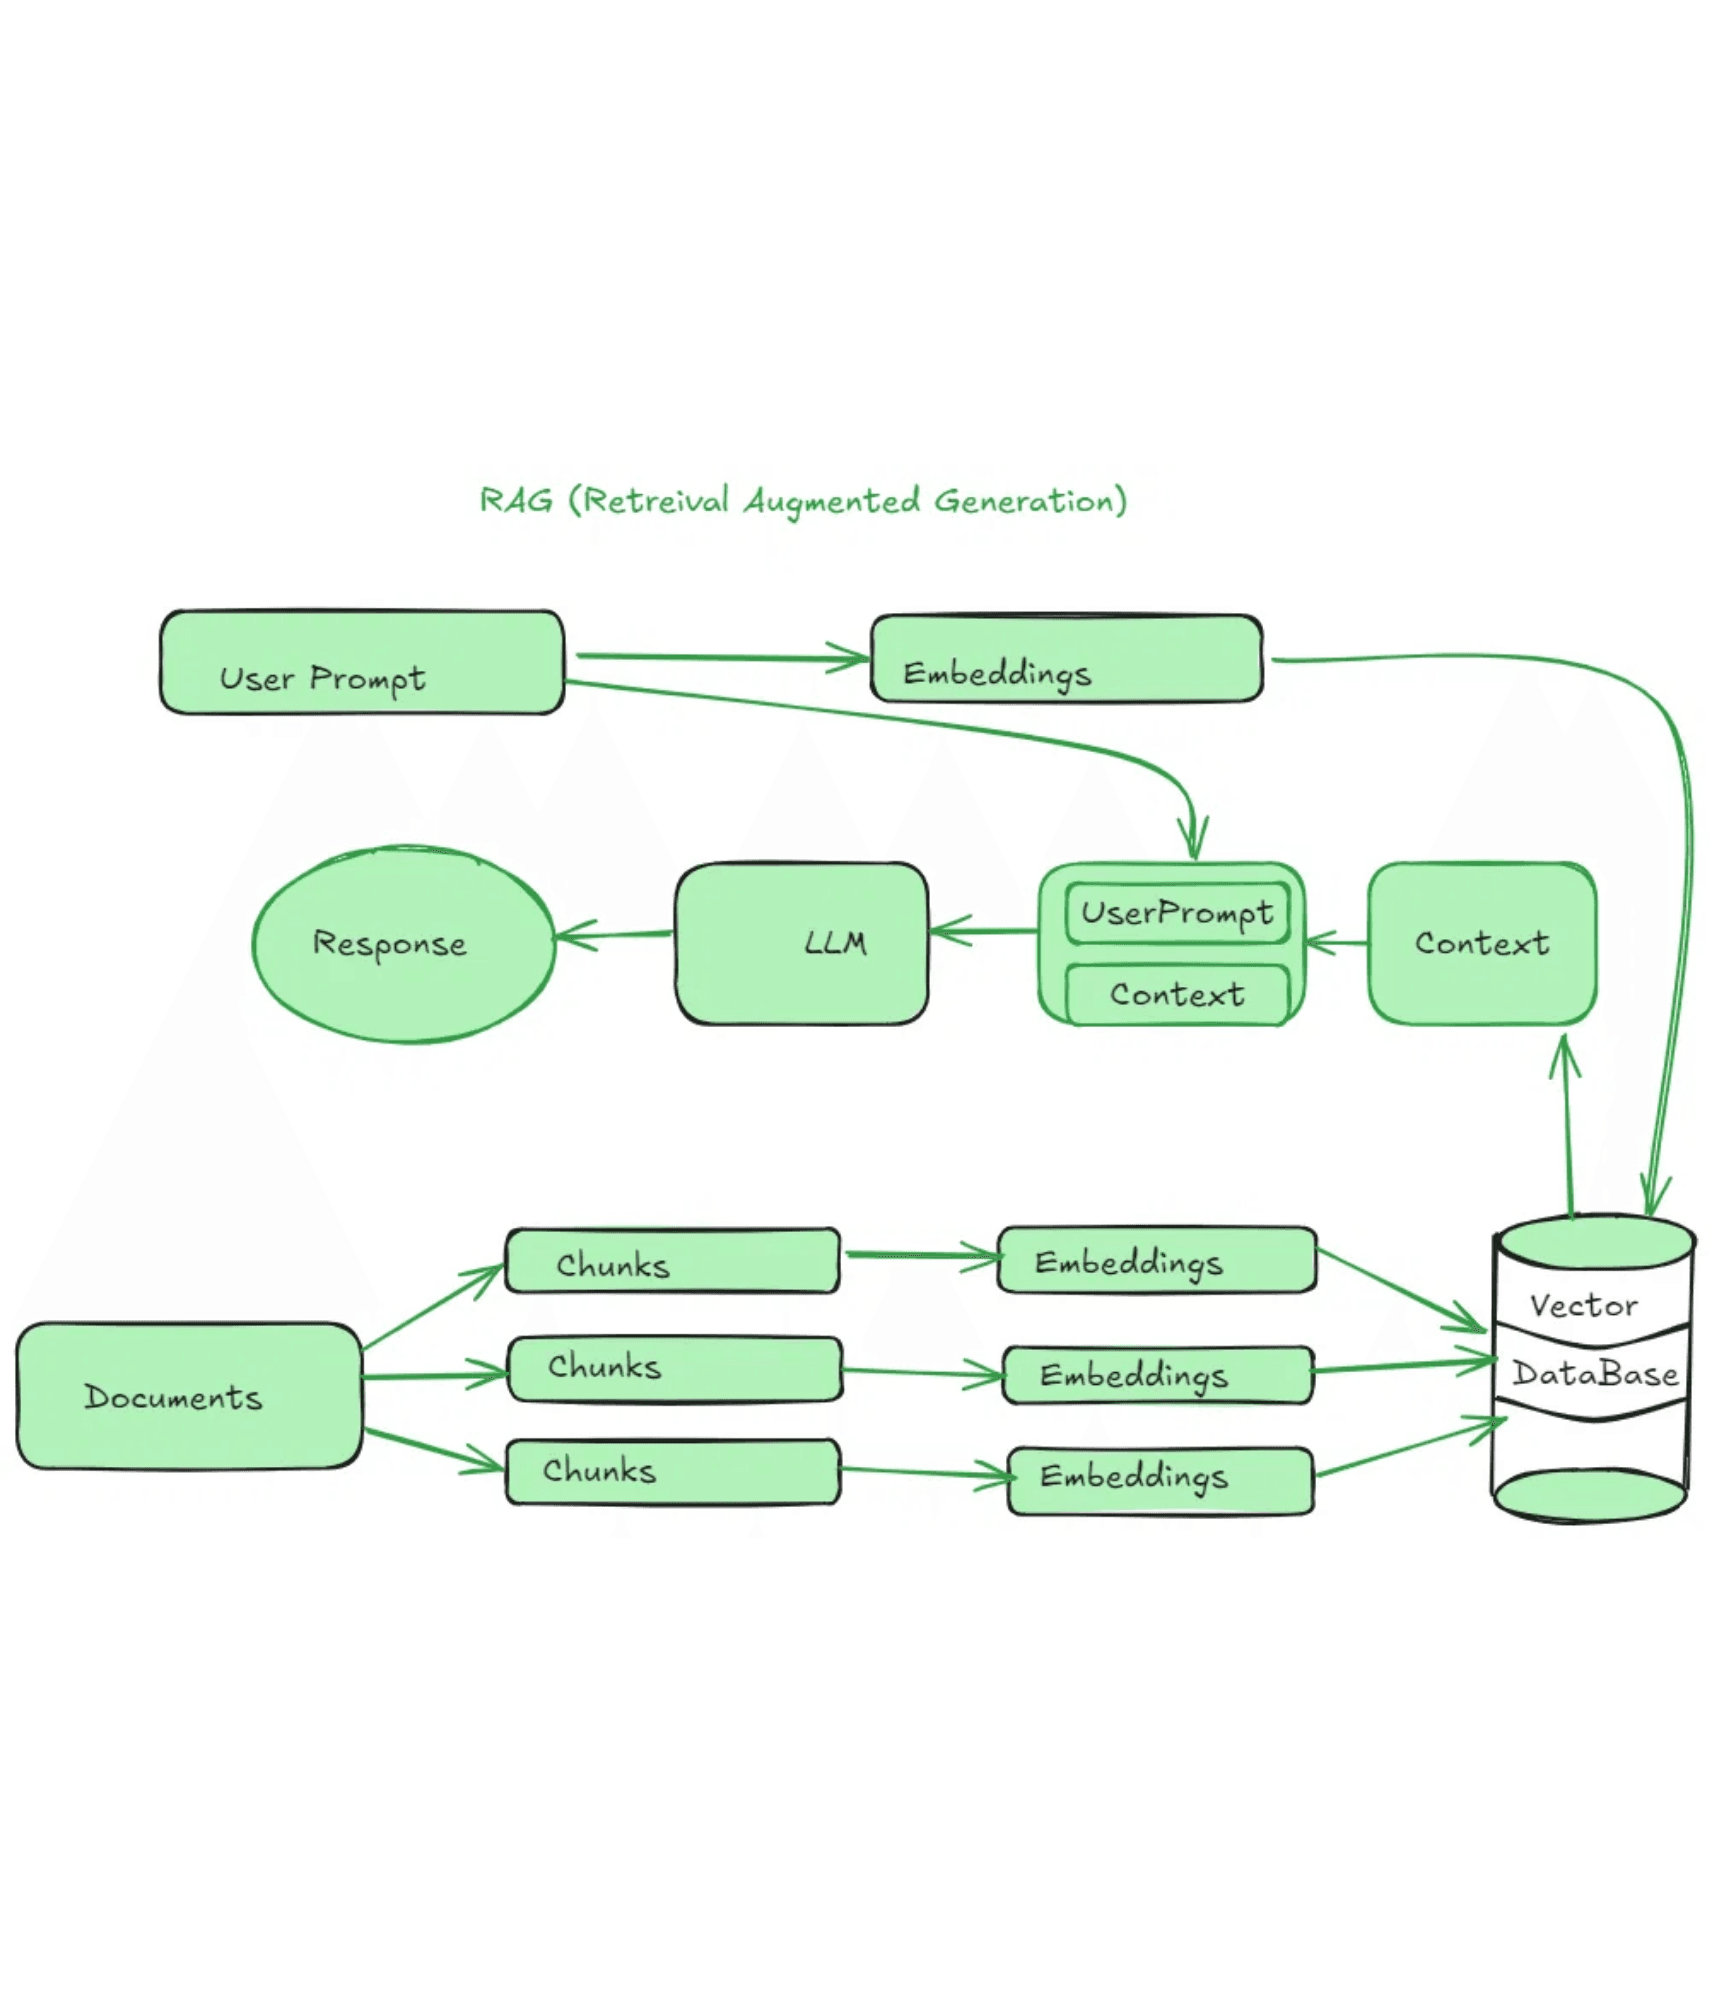 RAG (Retreival Augmented Generation)
User Prompt
Embeddings
Response
LLM
UserPrompt
Context
Context
Documents
Chunks
Embeddings
Chunks
Embeddings
Chunks
Embeddings
Vector
DataBase